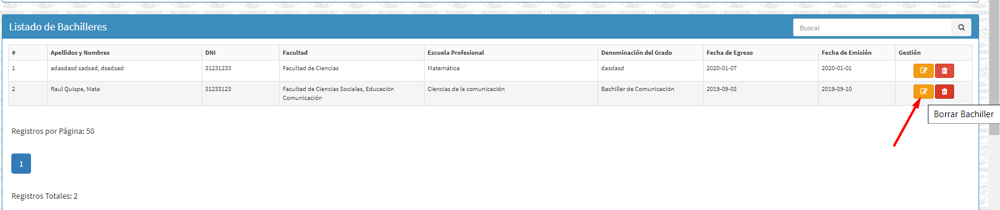 Listado de Bachilleres
Buscar
# Apellidos y Nombres DNI Facultad Escuela Profesional Denominación del Grado Fecha de Egreso Fecha de Emisión Gestión
1 adasdasd sadsad, dsadsad 31231233 Facultad de Ciencias Matemática dasdasd 2020-01-07 2020-01-01
2 Raul Quispe, Mata 31233123 Facultad de Ciencias Sociales, Educación Ciencias de la comunicación Bachiller de Comunicación 2019-09-03 2019-09-10
Comunicación
Borrar Bachiller
Registros por Página: 50
1
Registros Totales: 2